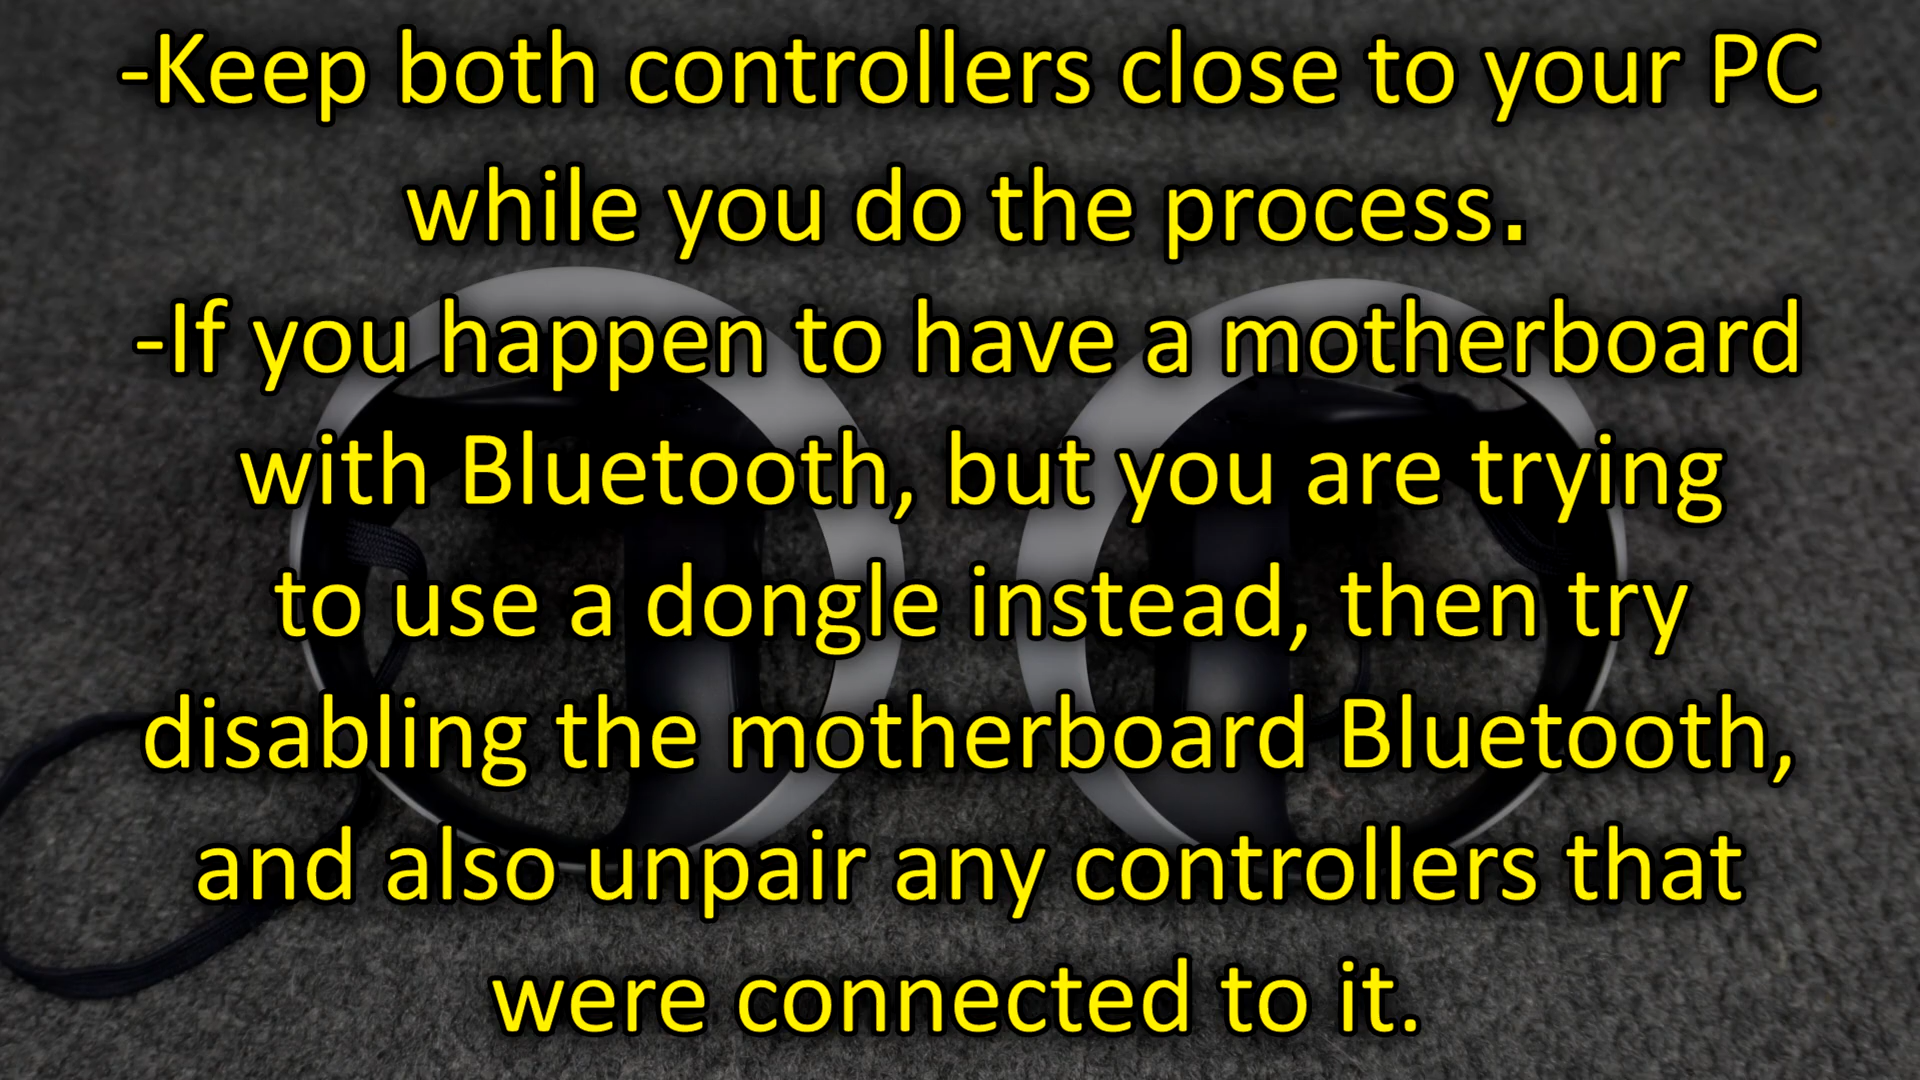 -Keep both controllers close to your PC
while you do the process.
-If you happen to have a motherboard
with Bluetooth, but you are trying
to use a dongle instead, then try
disabling the motherboard Bluetooth,
and also unpair any controllers that
were connected to it.